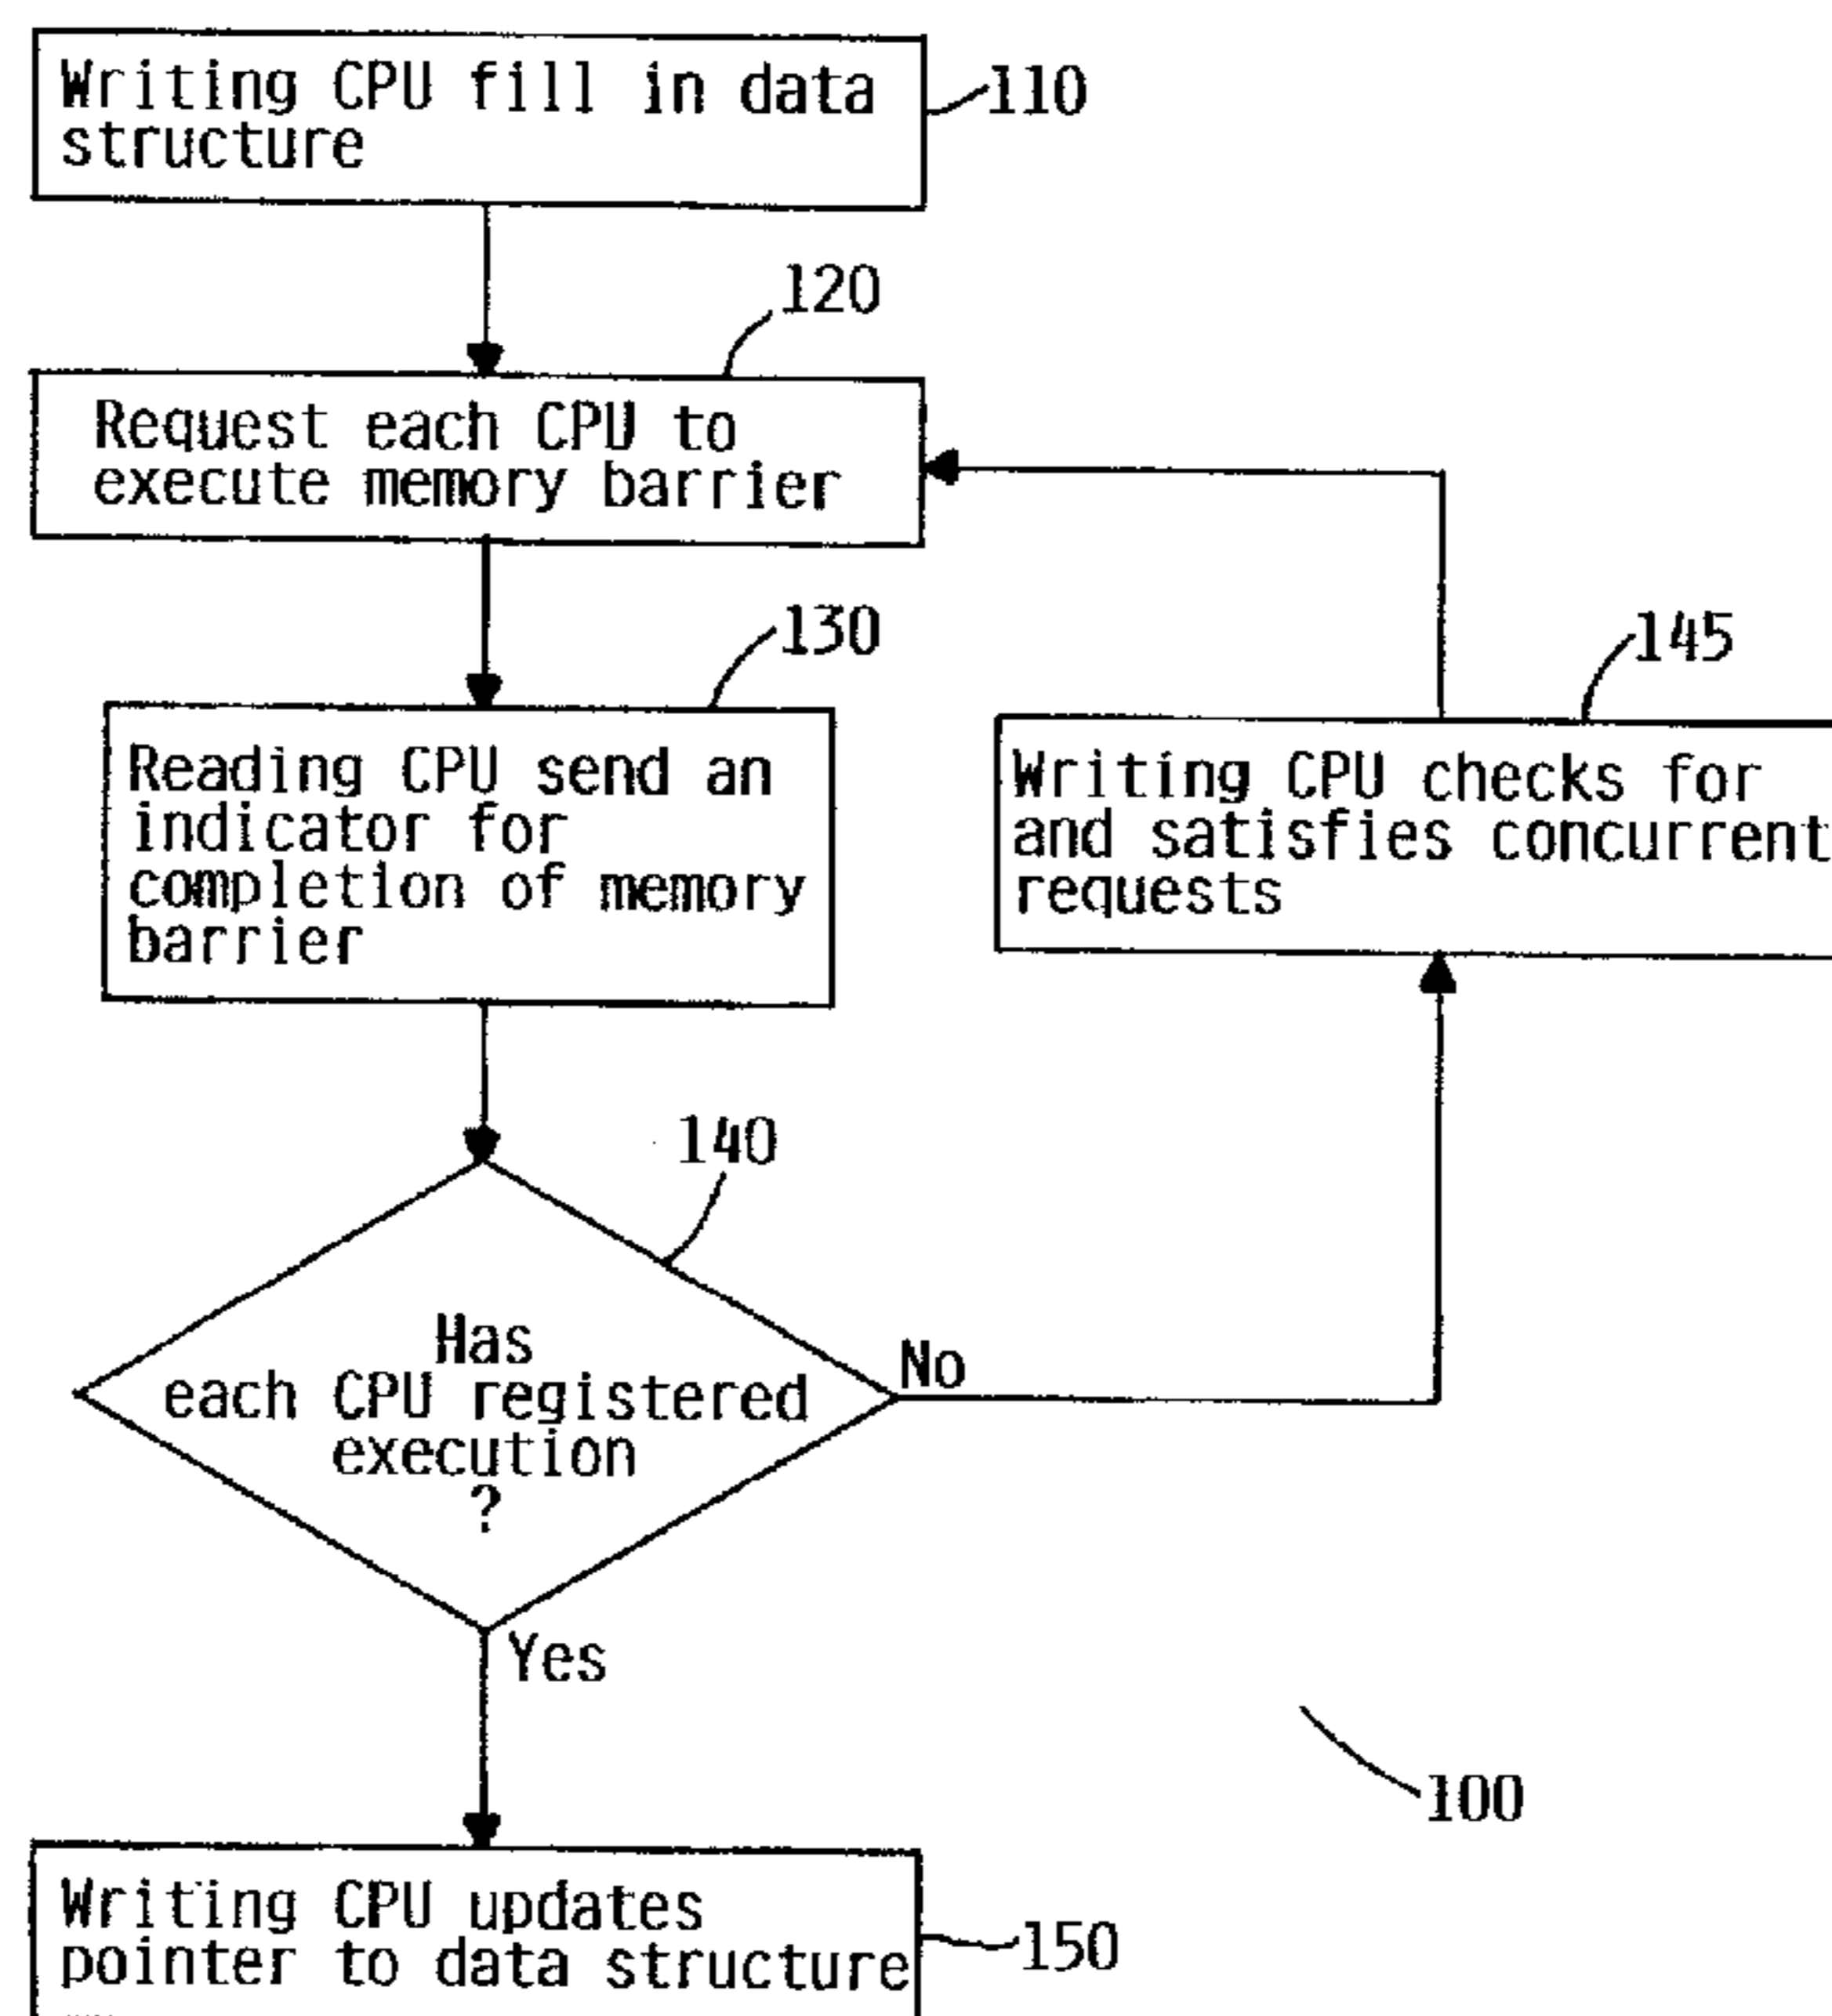 Writing CPU fill in data
structure
110
120
Request each CPU to
execute memory barrier
130
145
Reading CPU send an
indicator for
completion of memory
barrier
Writing CPU checks for
and satisfies concurrent
requests
140
Has
each CPU registered
execution
?
No
Yes
100
Writing CPU updates
pointer to data structure
150